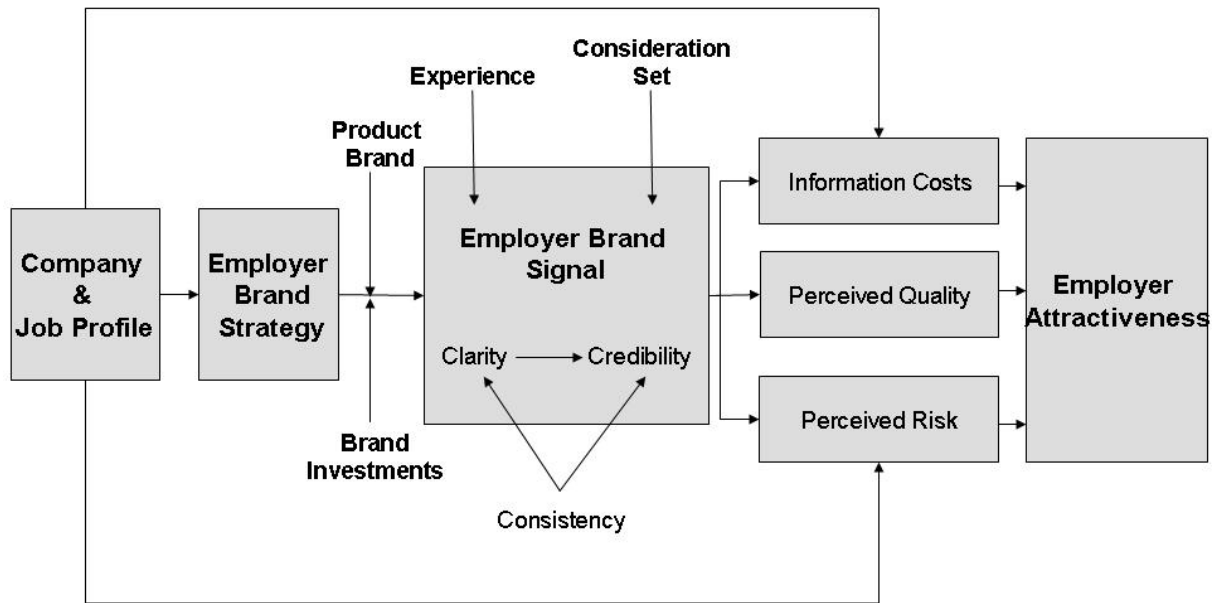 Consideration
Set
Experience
Product
Brand
Information Costs
Company
&
Job Profile
Employer
Brand
Strategy
Employer Brand
Signal
Perceived Quality
Employer
Attractiveness
Clarity
Credibility
Perceived Risk
Brand
Investments
Consistency